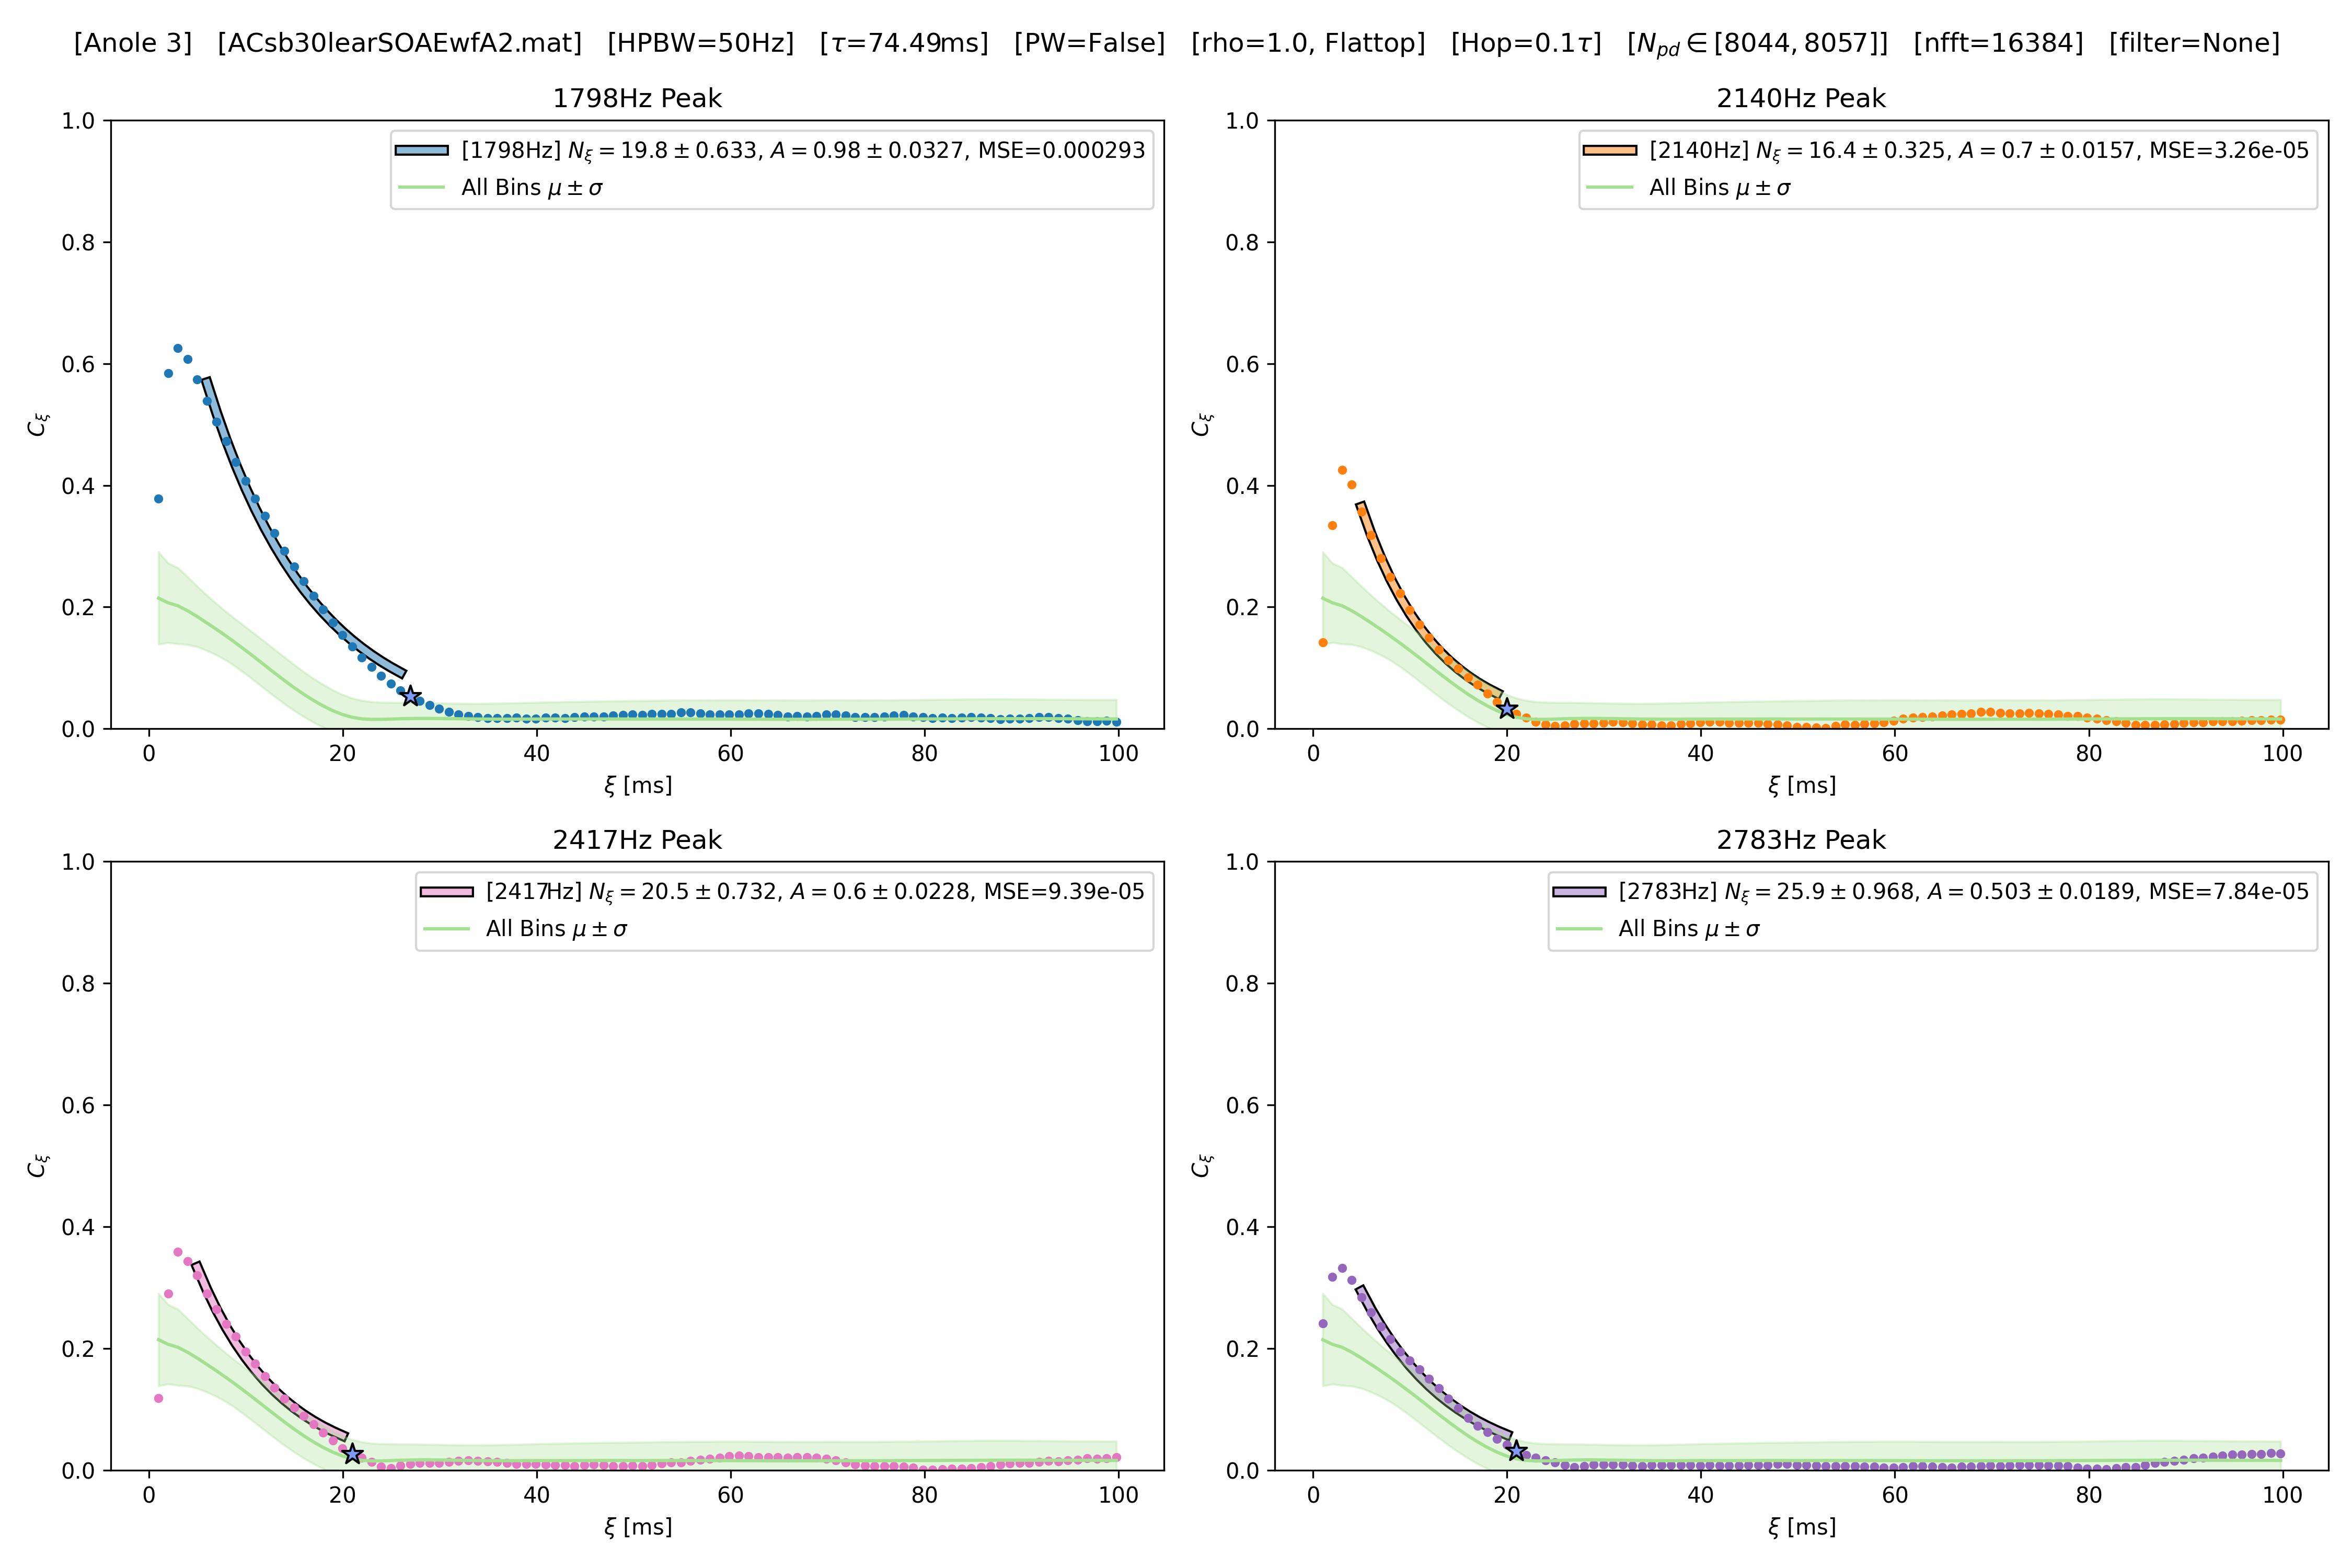 [Anole 3] [ACsb30learSOAEwfA2.mat] [HPBW=50Hz] [τ=74.49ms] [PW=False] [rho=1.0, Flattop] [Hop=0.1τ] [N_pd ∈ [8044, 8057]] [nfft=16384] [filter=None]
1798Hz Peak
[1798Hz] N_ξ = 19.8 ± 0.633, A = 0.98 ± 0.0327, MSE=0.000293
All Bins μ ± σ
1.0
0.8
0.6
0.4
0.2
0.0
C_ξ
0 20 40 60 80 100
ξ [ms]
2140Hz Peak
[2140Hz] N_ξ = 16.4 ± 0.325, A = 0.7 ± 0.0157, MSE=3.26e-05
All Bins μ ± σ
1.0
0.8
0.6
0.4
0.2
0.0
C_ξ
0 20 40 60 80 100
ξ [ms]
2417Hz Peak
[2417Hz] N_ξ = 20.5 ± 0.732, A = 0.6 ± 0.0228, MSE=9.39e-05
All Bins μ ± σ
1.0
0.8
0.6
0.4
0.2
0.0
C_ξ
0 20 40 60 80 100
ξ [ms]
2783Hz Peak
[2783Hz] N_ξ = 25.9 ± 0.968, A = 0.503 ± 0.0189, MSE=7.84e-05
All Bins μ ± σ
1.0
0.8
0.6
0.4
0.2
0.0
C_ξ
0 20 40 60 80 100
ξ [ms]